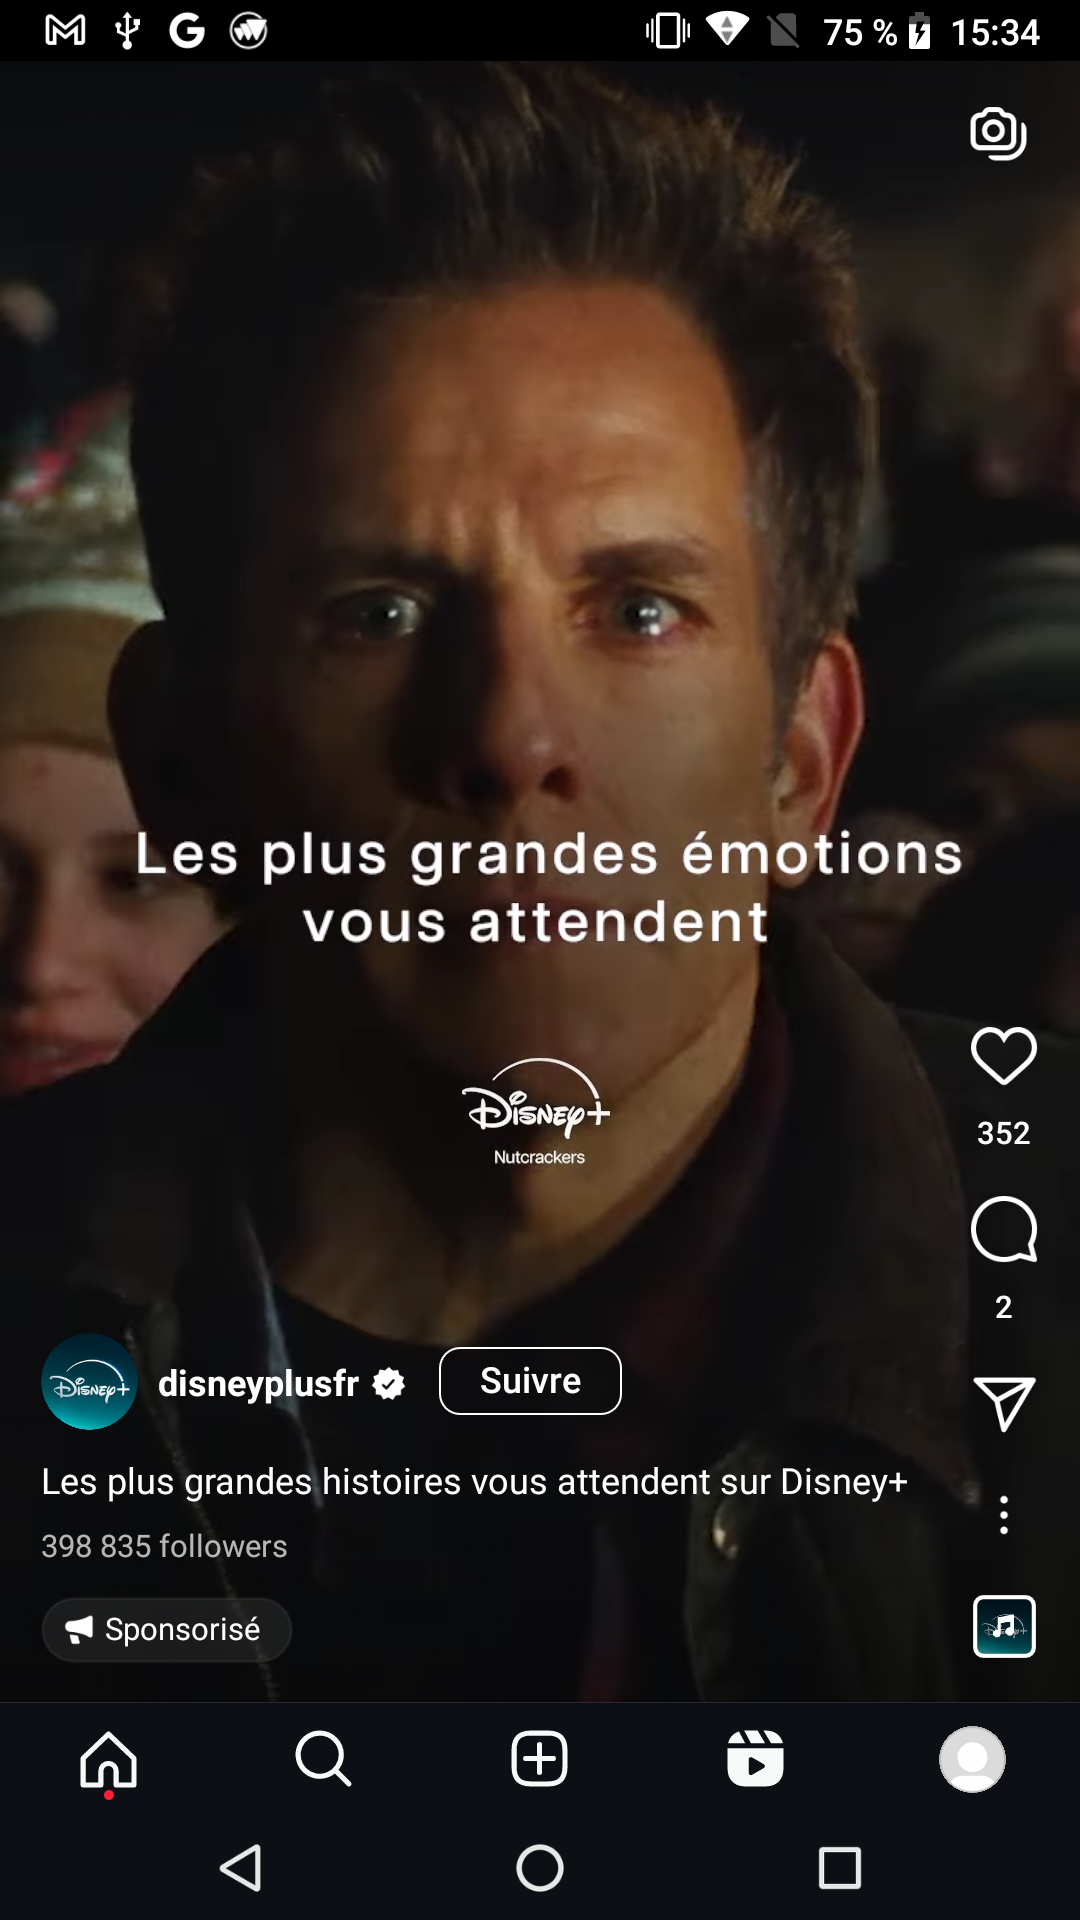 75 % 15:34
Les plus grandes émotions
vous attendent
Disney+
Nutcrackers
352
2
Disney+ disneyplusfr Suivre
Les plus grandes histoires vous attendent sur Disney+
398 835 followers
Sponsorisé